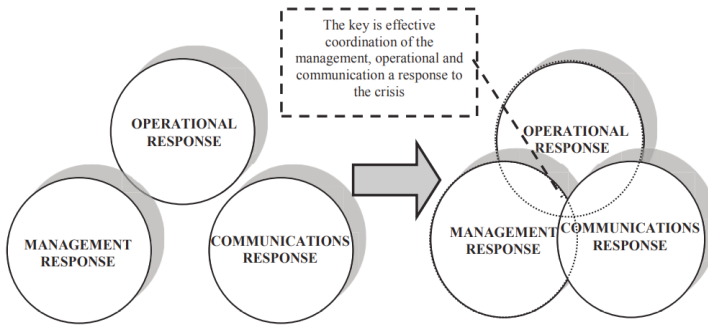 The key is effective
coordination of the
management, operational and
communication a response to
the crisis
OPERATIONAL
RESPONSE
MANAGEMENT
RESPONSE
COMMUNICATIONS
RESPONSE
OPERATIONAL
RESPONSE
MANAGEMENT
RESPONSE
COMMUNICATIONS
RESPONSE